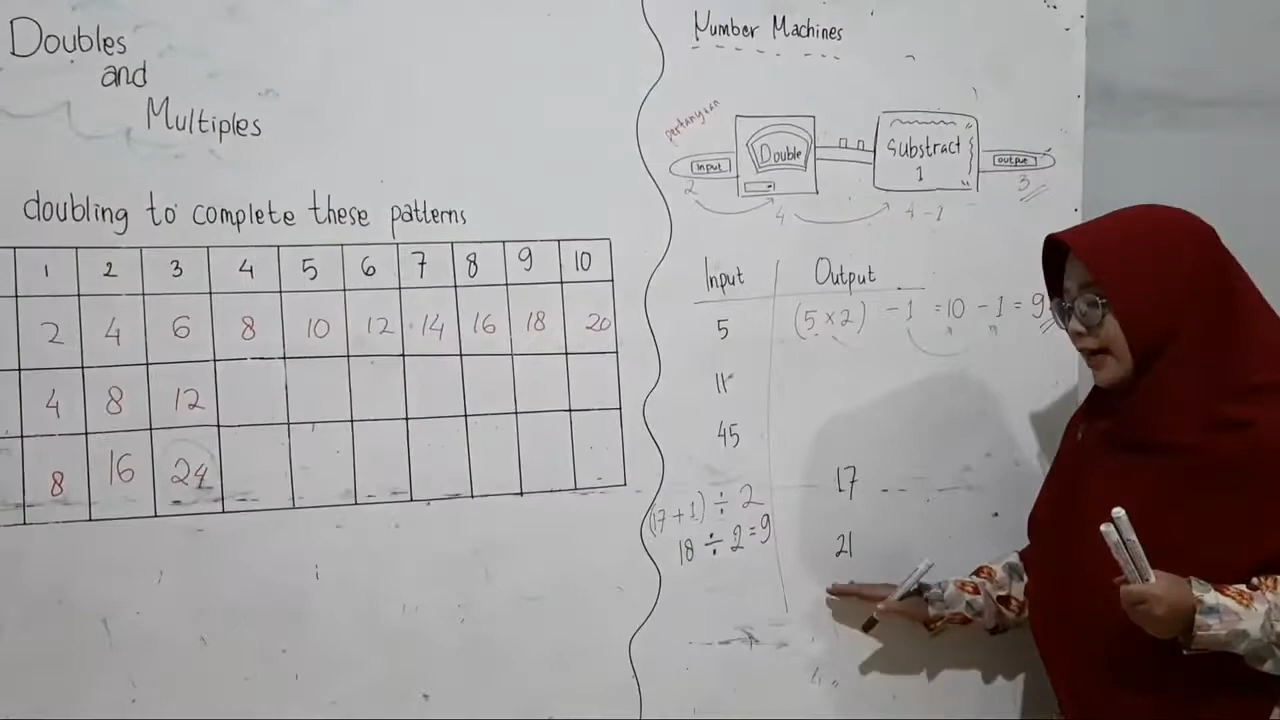 Doubles
and
Multiples
doubling to complete these patterns
1 2 3 4 5 6 7 8 9 10
2 4 6 8 10 12 14 16 18 20
4 8 12
8 16 24
Number Machines
pertanyaan
Input
Double
Substract
1
output
2
4
4 - 1
3
Input Output
5 (5 × 2) - 1 = 10 - 1 = 9
11
45
(17 + 1) ÷ 2 17
18 ÷ 2 = 9
21